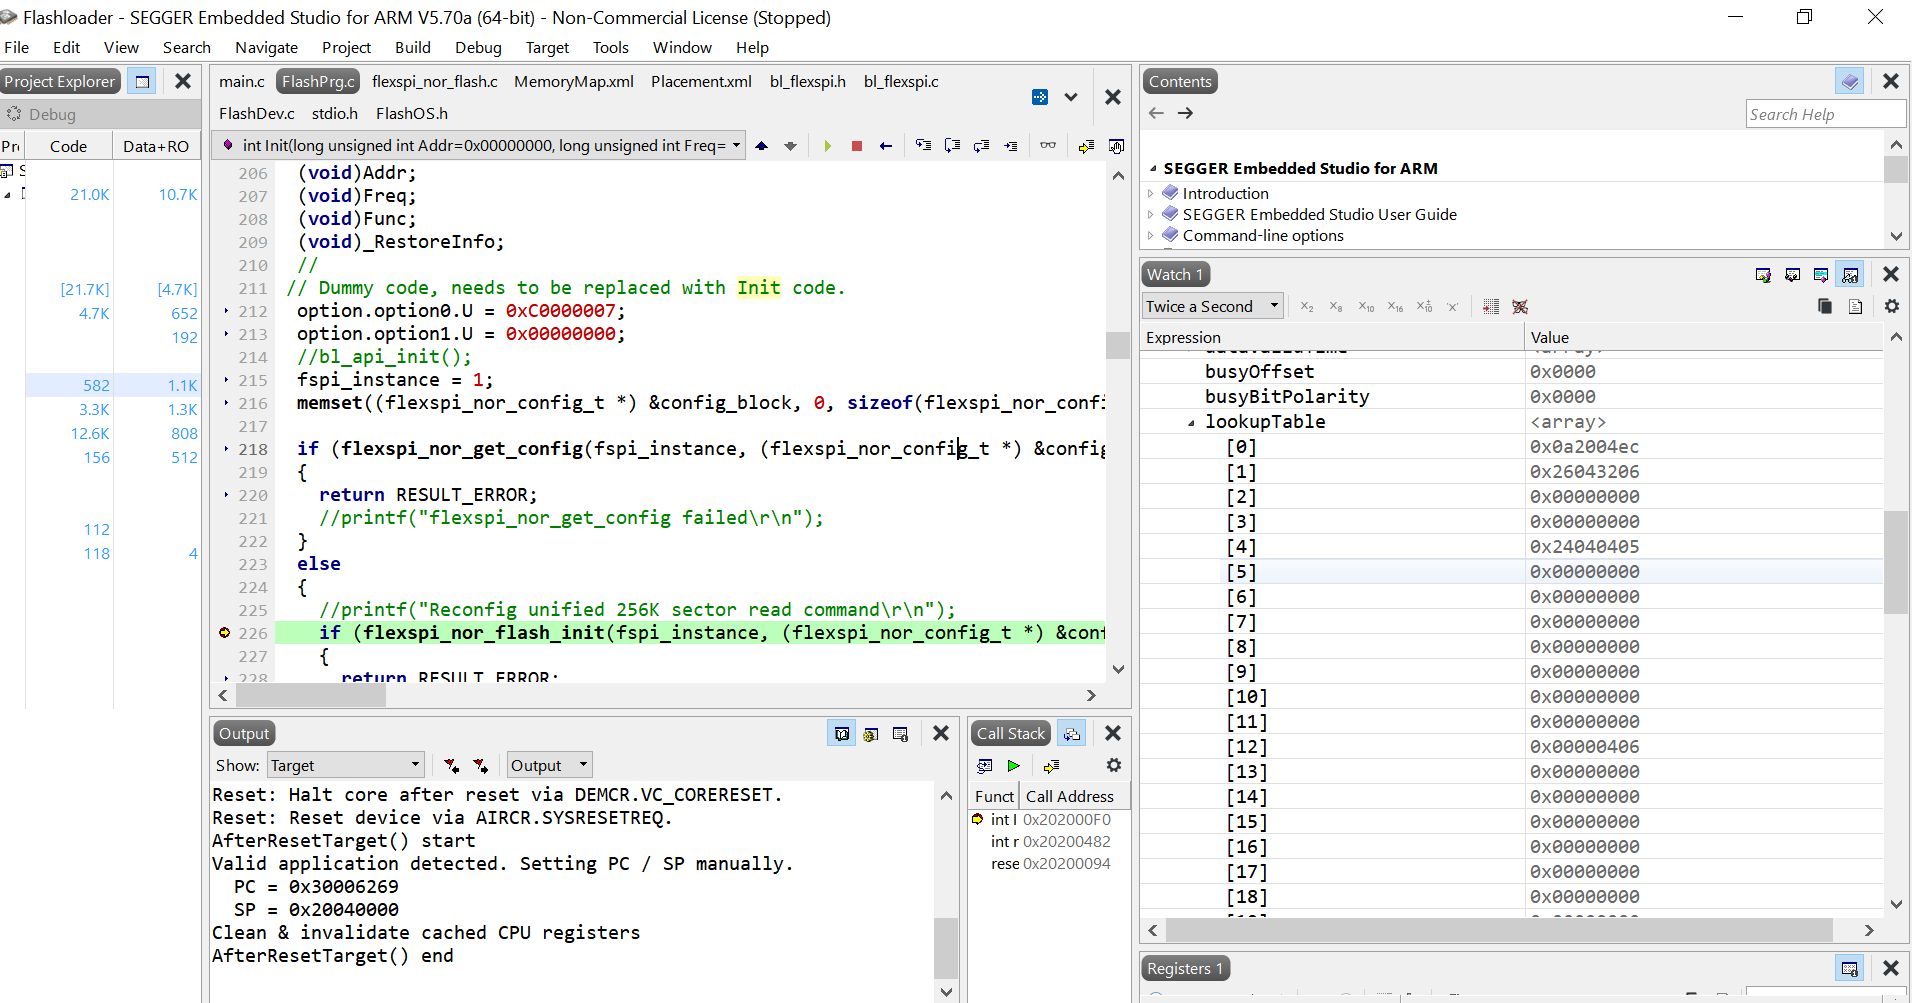 Flashloader - SEGGER Embedded Studio for ARM V5.70a (64-bit) - Non-Commercial License (Stopped)
File Edit View Search Navigate Project Build Debug Target Tools Window Help
Project Explorer
Debug
Code Data+RO
21.0K 10.7K
[21.7K] [4.7K]
4.7K 652
192
582 1.1K
3.3K 1.3K
12.6K 808
156 512
112
118 4
main.c FlashPrg.c flexspi_nor_flash.c MemoryMap.xml Placement.xml bl_flexspi.h bl_flexspi.c
FlashDev.c stdio.h FlashOS.h
int Init(long unsigned int Addr=0x00000000, long unsigned int Freq=
206 (void)Addr;
207 (void)Freq;
208 (void)Func;
209 (void)_RestoreInfo;
210 //
211 // Dummy code, needs to be replaced with Init code.
212 option.option0.U = 0xC0000007;
213 option.option1.U = 0x00000000;
214 //bl_api_init();
215 fspi_instance = 1;
216 memset((flexspi_nor_config_t *) &config_block, 0, sizeof(flexspi_nor_confi
217
218 if (flexspi_nor_get_config(fspi_instance, (flexspi_nor_config_t *) &config
219 {
220 return RESULT_ERROR;
221 //printf("flexspi_nor_get_config failed\r\n");
222 }
223 else
224 {
225 //printf("Reconfig unified 256K sector read command\r\n");
226 if (flexspi_nor_flash_init(fspi_instance, (flexspi_nor_config_t *) &conf
227 {
228 return RESULT_ERROR;
Output
Show: Target Output
Reset: Halt core after reset via DEMCR.VC_CORERESET.
Reset: Reset device via AIRCR.SYSRESETREQ.
AfterResetTarget() start
Valid application detected. Setting PC / SP manually.
PC = 0x30006269
SP = 0x20040000
Clean & invalidate cached CPU registers
AfterResetTarget() end
Call Stack
Funct Call Address
int I 0x202000F0
int r 0x20200482
rese 0x20200094
Contents
Search Help
SEGGER Embedded Studio for ARM
Introduction
SEGGER Embedded Studio User Guide
Command-line options
Watch 1
Twice a Second
Expression Value
busyOffset 0x0000
busyBitPolarity 0x0000
lookupTable <array>
[0] 0x0a2004ec
[1] 0x26043206
[2] 0x00000000
[3] 0x00000000
[4] 0x24040405
[5] 0x00000000
[6] 0x00000000
[7] 0x00000000
[8] 0x00000000
[9] 0x00000000
[10] 0x00000000
[11] 0x00000000
[12] 0x00000406
[13] 0x00000000
[14] 0x00000000
[15] 0x00000000
[16] 0x00000000
[17] 0x00000000
[18] 0x00000000
Registers 1